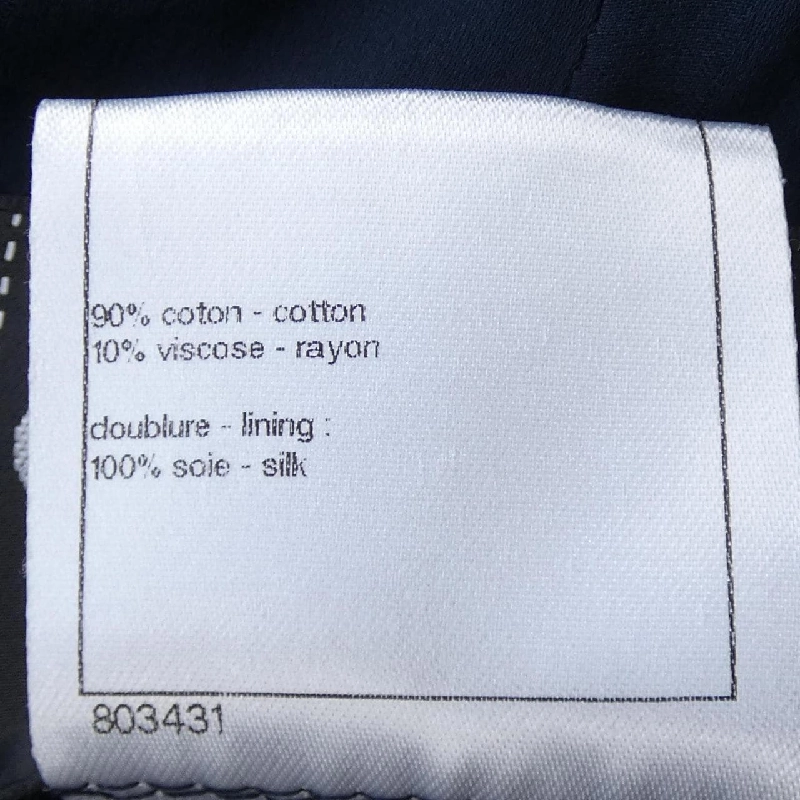 90% coton - cotton
10% viscose - rayon
doublure - lining :
100% soie - silk
803431